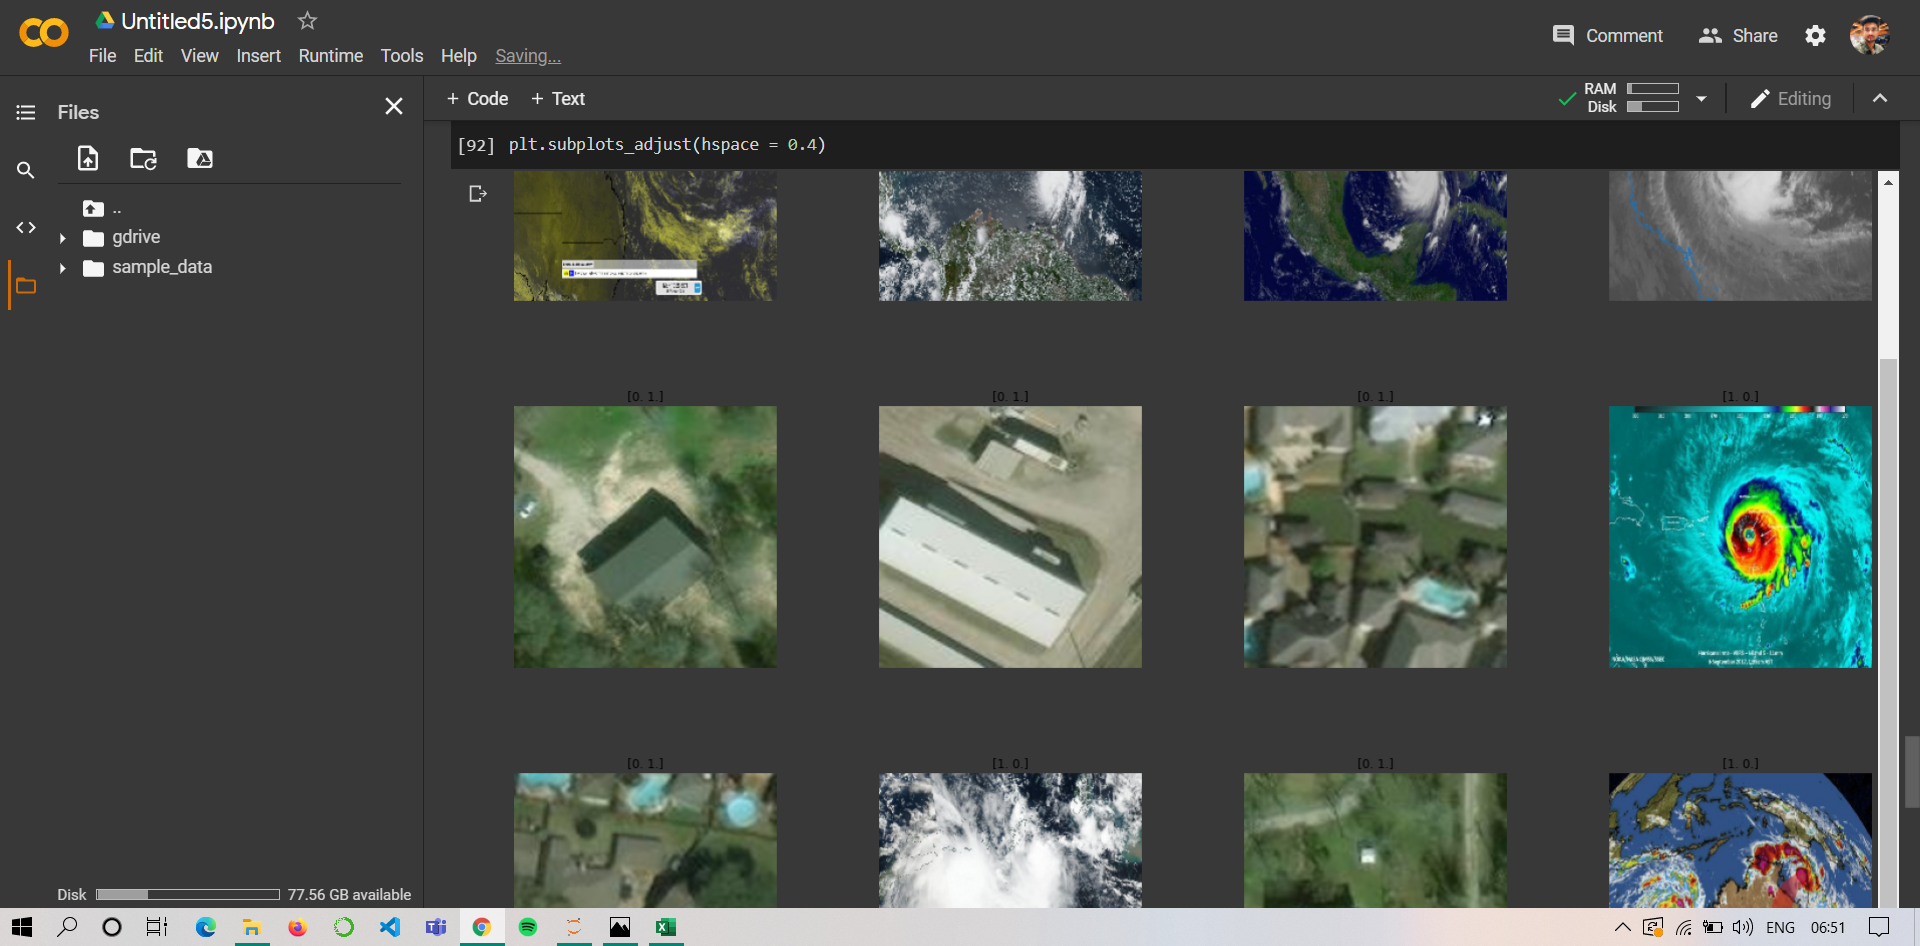 Untitled5.ipynb
File Edit View Insert Runtime Tools Help Saving...
Comment
Share
Files
+ Code + Text
RAM
Disk
Editing
[92] plt.subplots_adjust(hspace = 0.4)
..
gdrive
sample_data
[0. 1.] [0. 1.] [0. 1.] [1. 0.]
[0. 1.] [1. 0.] [0. 1.] [1. 0.]
Disk 77.56 GB available
ENG 06:51